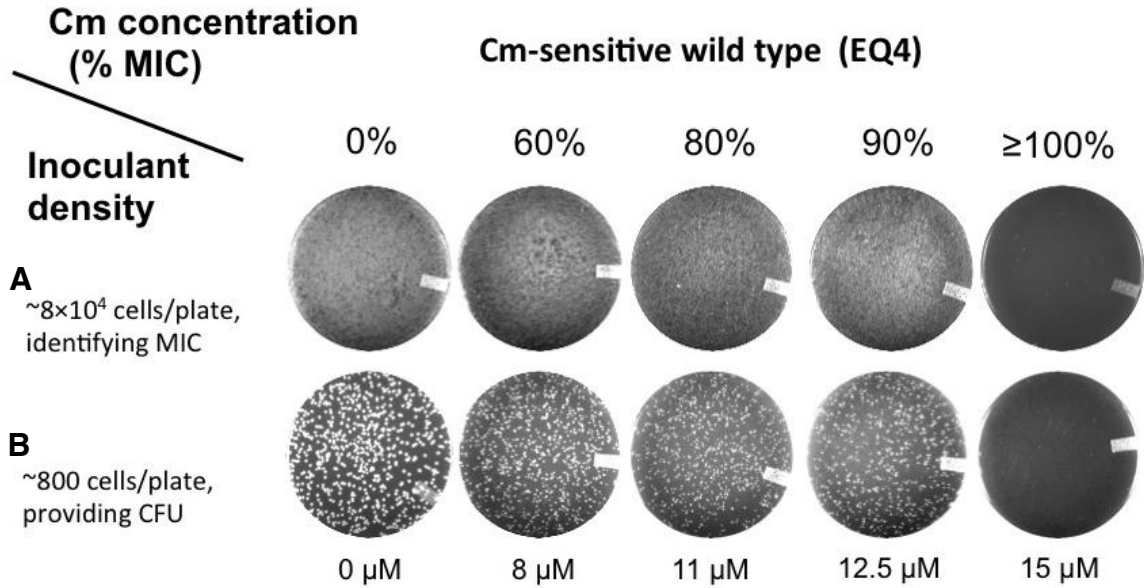 Cm concentration
(% MIC)
Cm-sensitive wild type (EQ4)
Inoculant
density
0%
60%
80%
90%
≥100%
A
~8×10⁴ cells/plate,
identifying MIC
B
~800 cells/plate,
providing CFU
0 µM
8 µM
11 µM
12.5 µM
15 µM